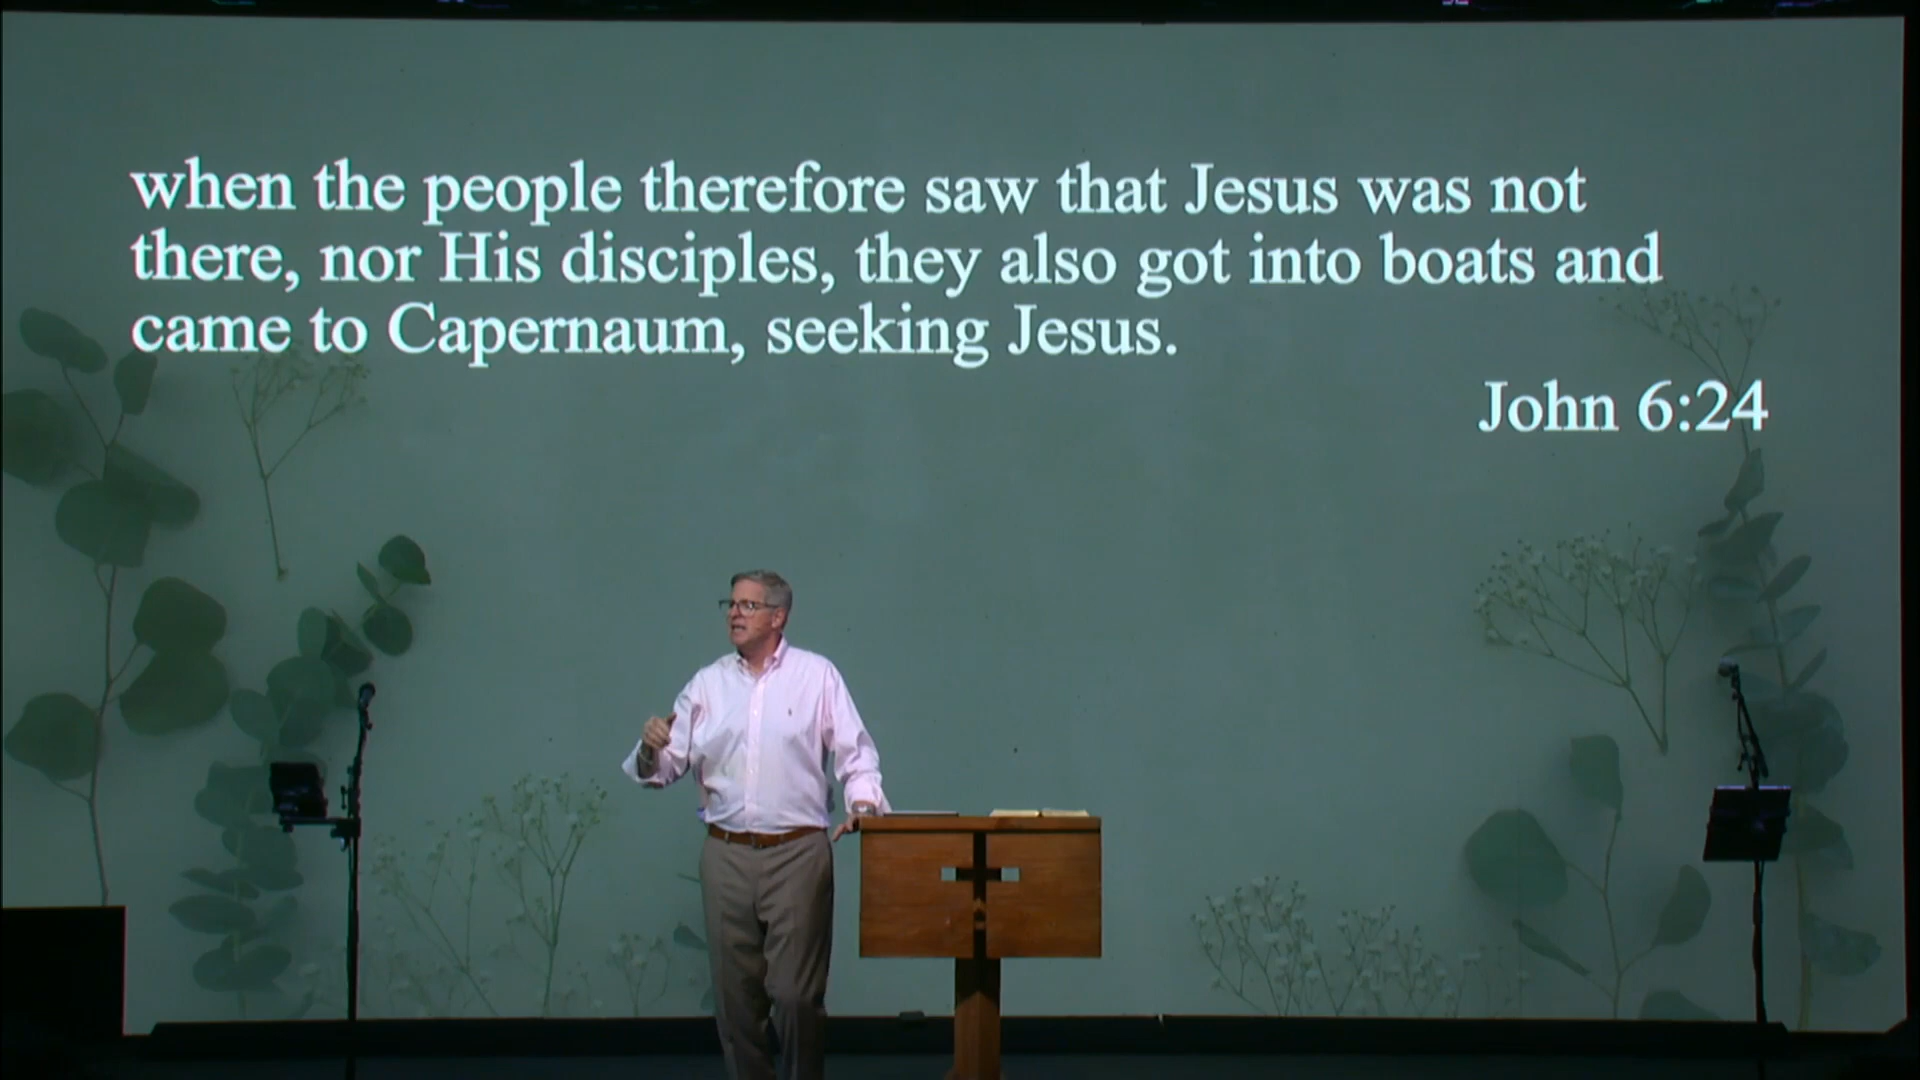 when the people therefore saw that Jesus was not
there, nor His disciples, they also got into boats and
came to Capernaum, seeking Jesus.
John 6:24